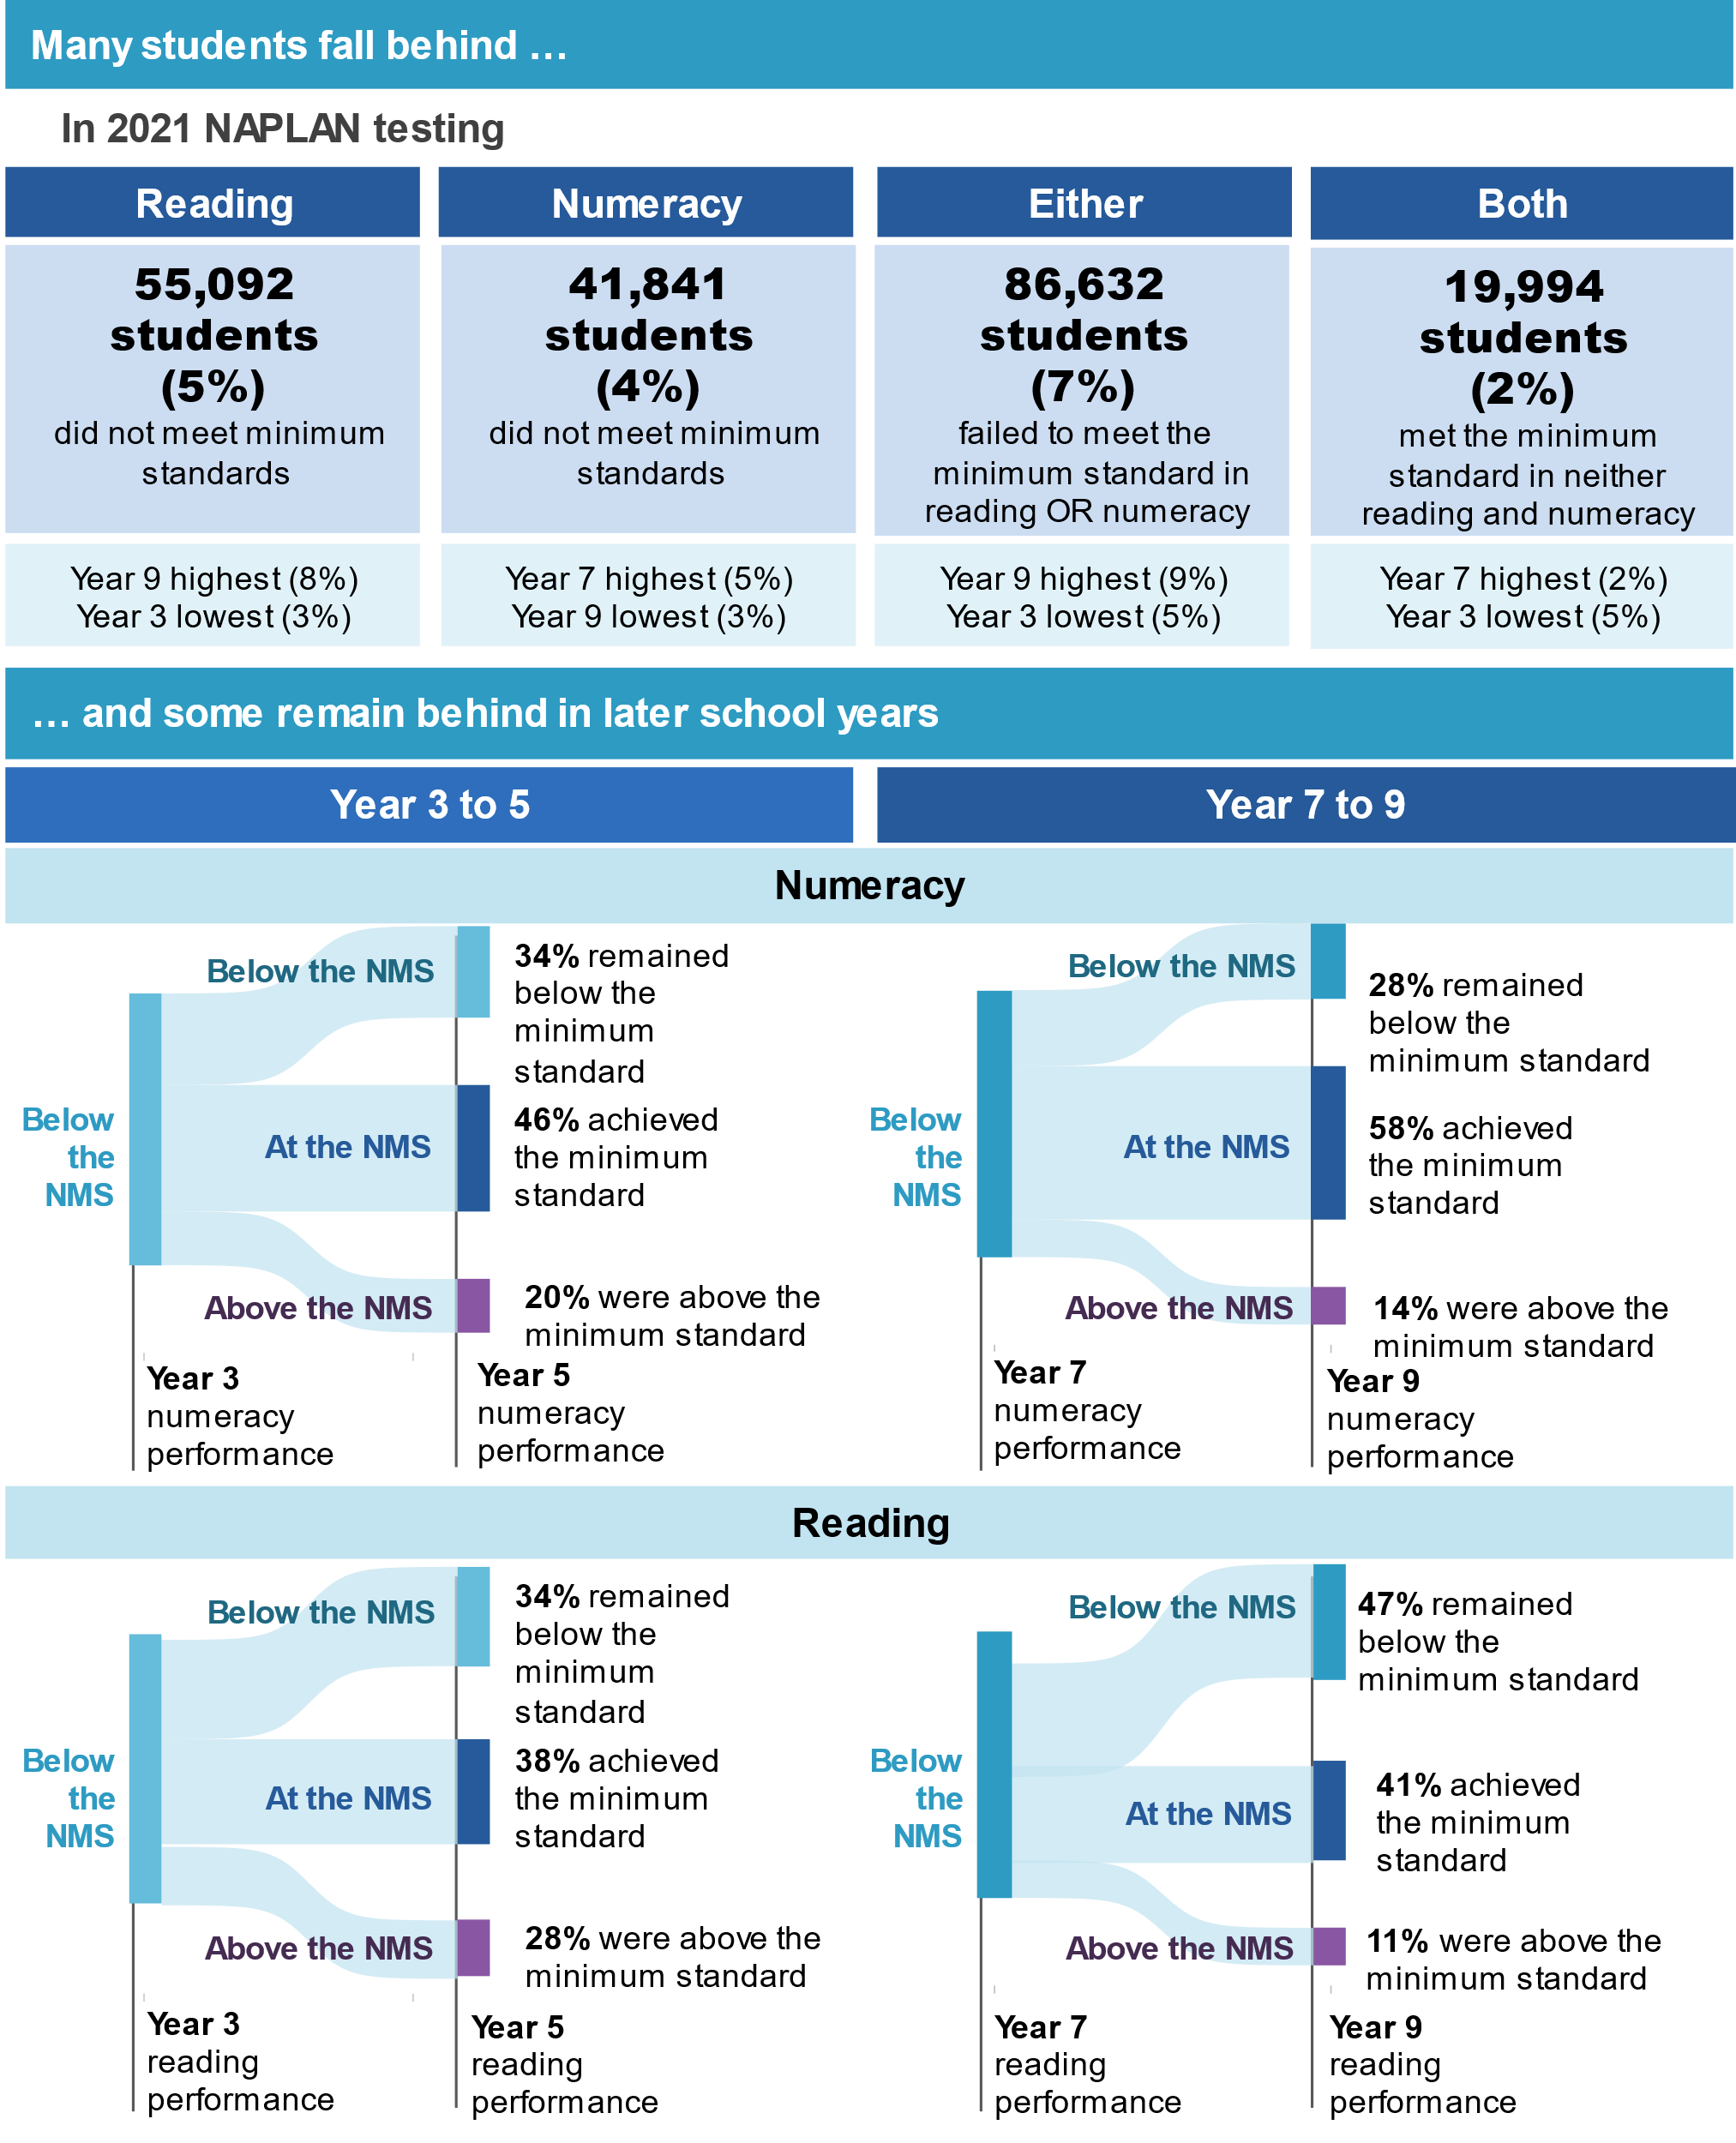 Many students fall behind …
In 2021 NAPLAN testing
Reading
55,092
students
(5%)
did not meet minimum
standards
Year 9 highest (8%)
Year 3 lowest (3%)
Numeracy
41,841
students
(4%)
did not meet minimum
standards
Year 7 highest (5%)
Year 9 lowest (3%)
Either
86,632
students
(7%)
failed to meet the
minimum standard in
reading OR numeracy
Year 9 highest (9%)
Year 3 lowest (5%)
Both
19,994
students
(2%)
met the minimum
standard in neither
reading and numeracy
Year 7 highest (2%)
Year 3 lowest (5%)
… and some remain behind in later school years
Year 3 to 5
Year 7 to 9
Numeracy
Below
the
NMS
Below the NMS
34% remained
below the
minimum
standard
At the NMS
46% achieved
the minimum
standard
Above the NMS
20% were above the
minimum standard
Year 3
numeracy
performance
Year 5
numeracy
performance
Below
the
NMS
Below the NMS
28% remained
below the
minimum standard
At the NMS
58% achieved
the minimum
standard
Above the NMS
14% were above the
minimum standard
Year 7
numeracy
performance
Year 9
numeracy
performance
Reading
Below
the
NMS
Below the NMS
34% remained
below the
minimum
standard
At the NMS
38% achieved
the minimum
standard
Above the NMS
28% were above the
minimum standard
Year 3
reading
performance
Year 5
reading
performance
Below
the
NMS
Below the NMS
47% remained
below the
minimum standard
At the NMS
41% achieved
the minimum
standard
Above the NMS
11% were above the
minimum standard
Year 7
reading
performance
Year 9
reading
performance